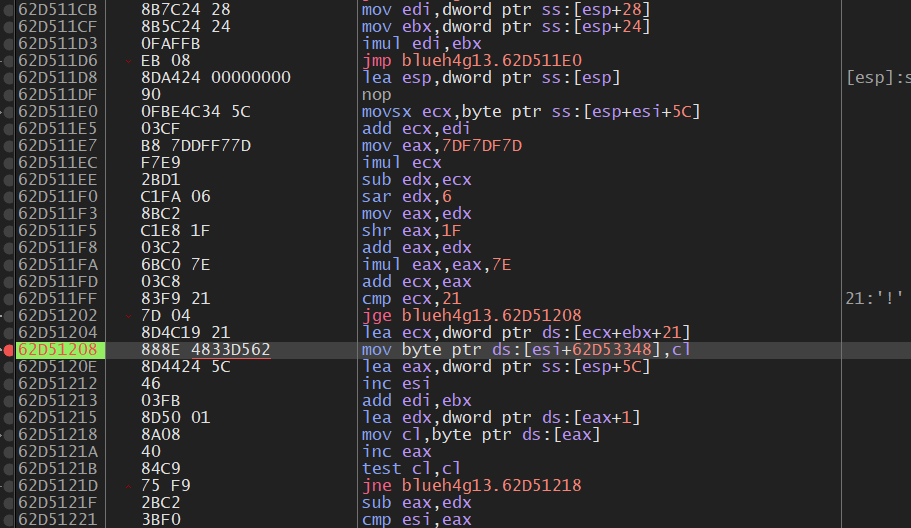 62D511CB 8B7C24 28 mov edi,dword ptr ss:[esp+28]
62D511CF 8B5C24 24 mov ebx,dword ptr ss:[esp+24]
62D511D3 0FAFFB imul edi,ebx
62D511D6 EB 08 jmp blueh4g13.62D511E0
62D511D8 8DA424 00000000 lea esp,dword ptr ss:[esp] [esp]:s
62D511DF 90 nop
62D511E0 0FBE4C34 5C movsx ecx,byte ptr ss:[esp+esi+5C]
62D511E5 03CF add ecx,edi
62D511E7 B8 7DDFF77D mov eax,7DF7DF7D
62D511EC F7E9 imul ecx
62D511EE 2BD1 sub edx,ecx
62D511F0 C1FA 06 sar edx,6
62D511F3 8BC2 mov eax,edx
62D511F5 C1E8 1F shr eax,1F
62D511F8 03C2 add eax,edx
62D511FA 6BC0 7E imul eax,eax,7E
62D511FD 03C8 add ecx,eax
62D511FF 83F9 21 cmp ecx,21 21:'!'
62D51202 7D 04 jge blueh4g13.62D51208
62D51204 8D4C19 21 lea ecx,dword ptr ds:[ecx+ebx+21]
62D51208 888E 4833D562 mov byte ptr ds:[esi+62D53348],cl
62D5120E 8D4424 5C lea eax,dword ptr ss:[esp+5C]
62D51212 46 inc esi
62D51213 03FB add edi,ebx
62D51215 8D50 01 lea edx,dword ptr ds:[eax+1]
62D51218 8A08 mov cl,byte ptr ds:[eax]
62D5121A 40 inc eax
62D5121B 84C9 test cl,cl
62D5121D 75 F9 jne blueh4g13.62D51218
62D5121F 2BC2 sub eax,edx
62D51221 3BF0 cmp esi,eax